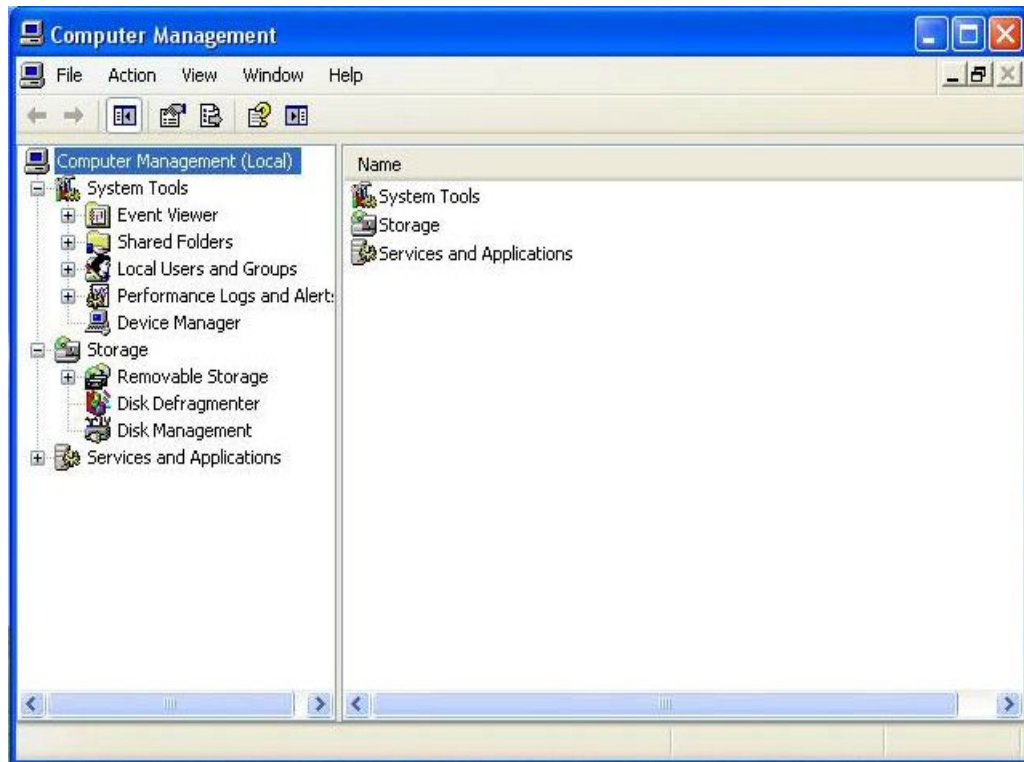 Computer Management
File Action View Window Help
Computer Management (Local)
System Tools
Event Viewer
Shared Folders
Local Users and Groups
Performance Logs and Alert
Device Manager
Storage
Removable Storage
Disk Defragmenter
Disk Management
Services and Applications
Name
System Tools
Storage
Services and Applications